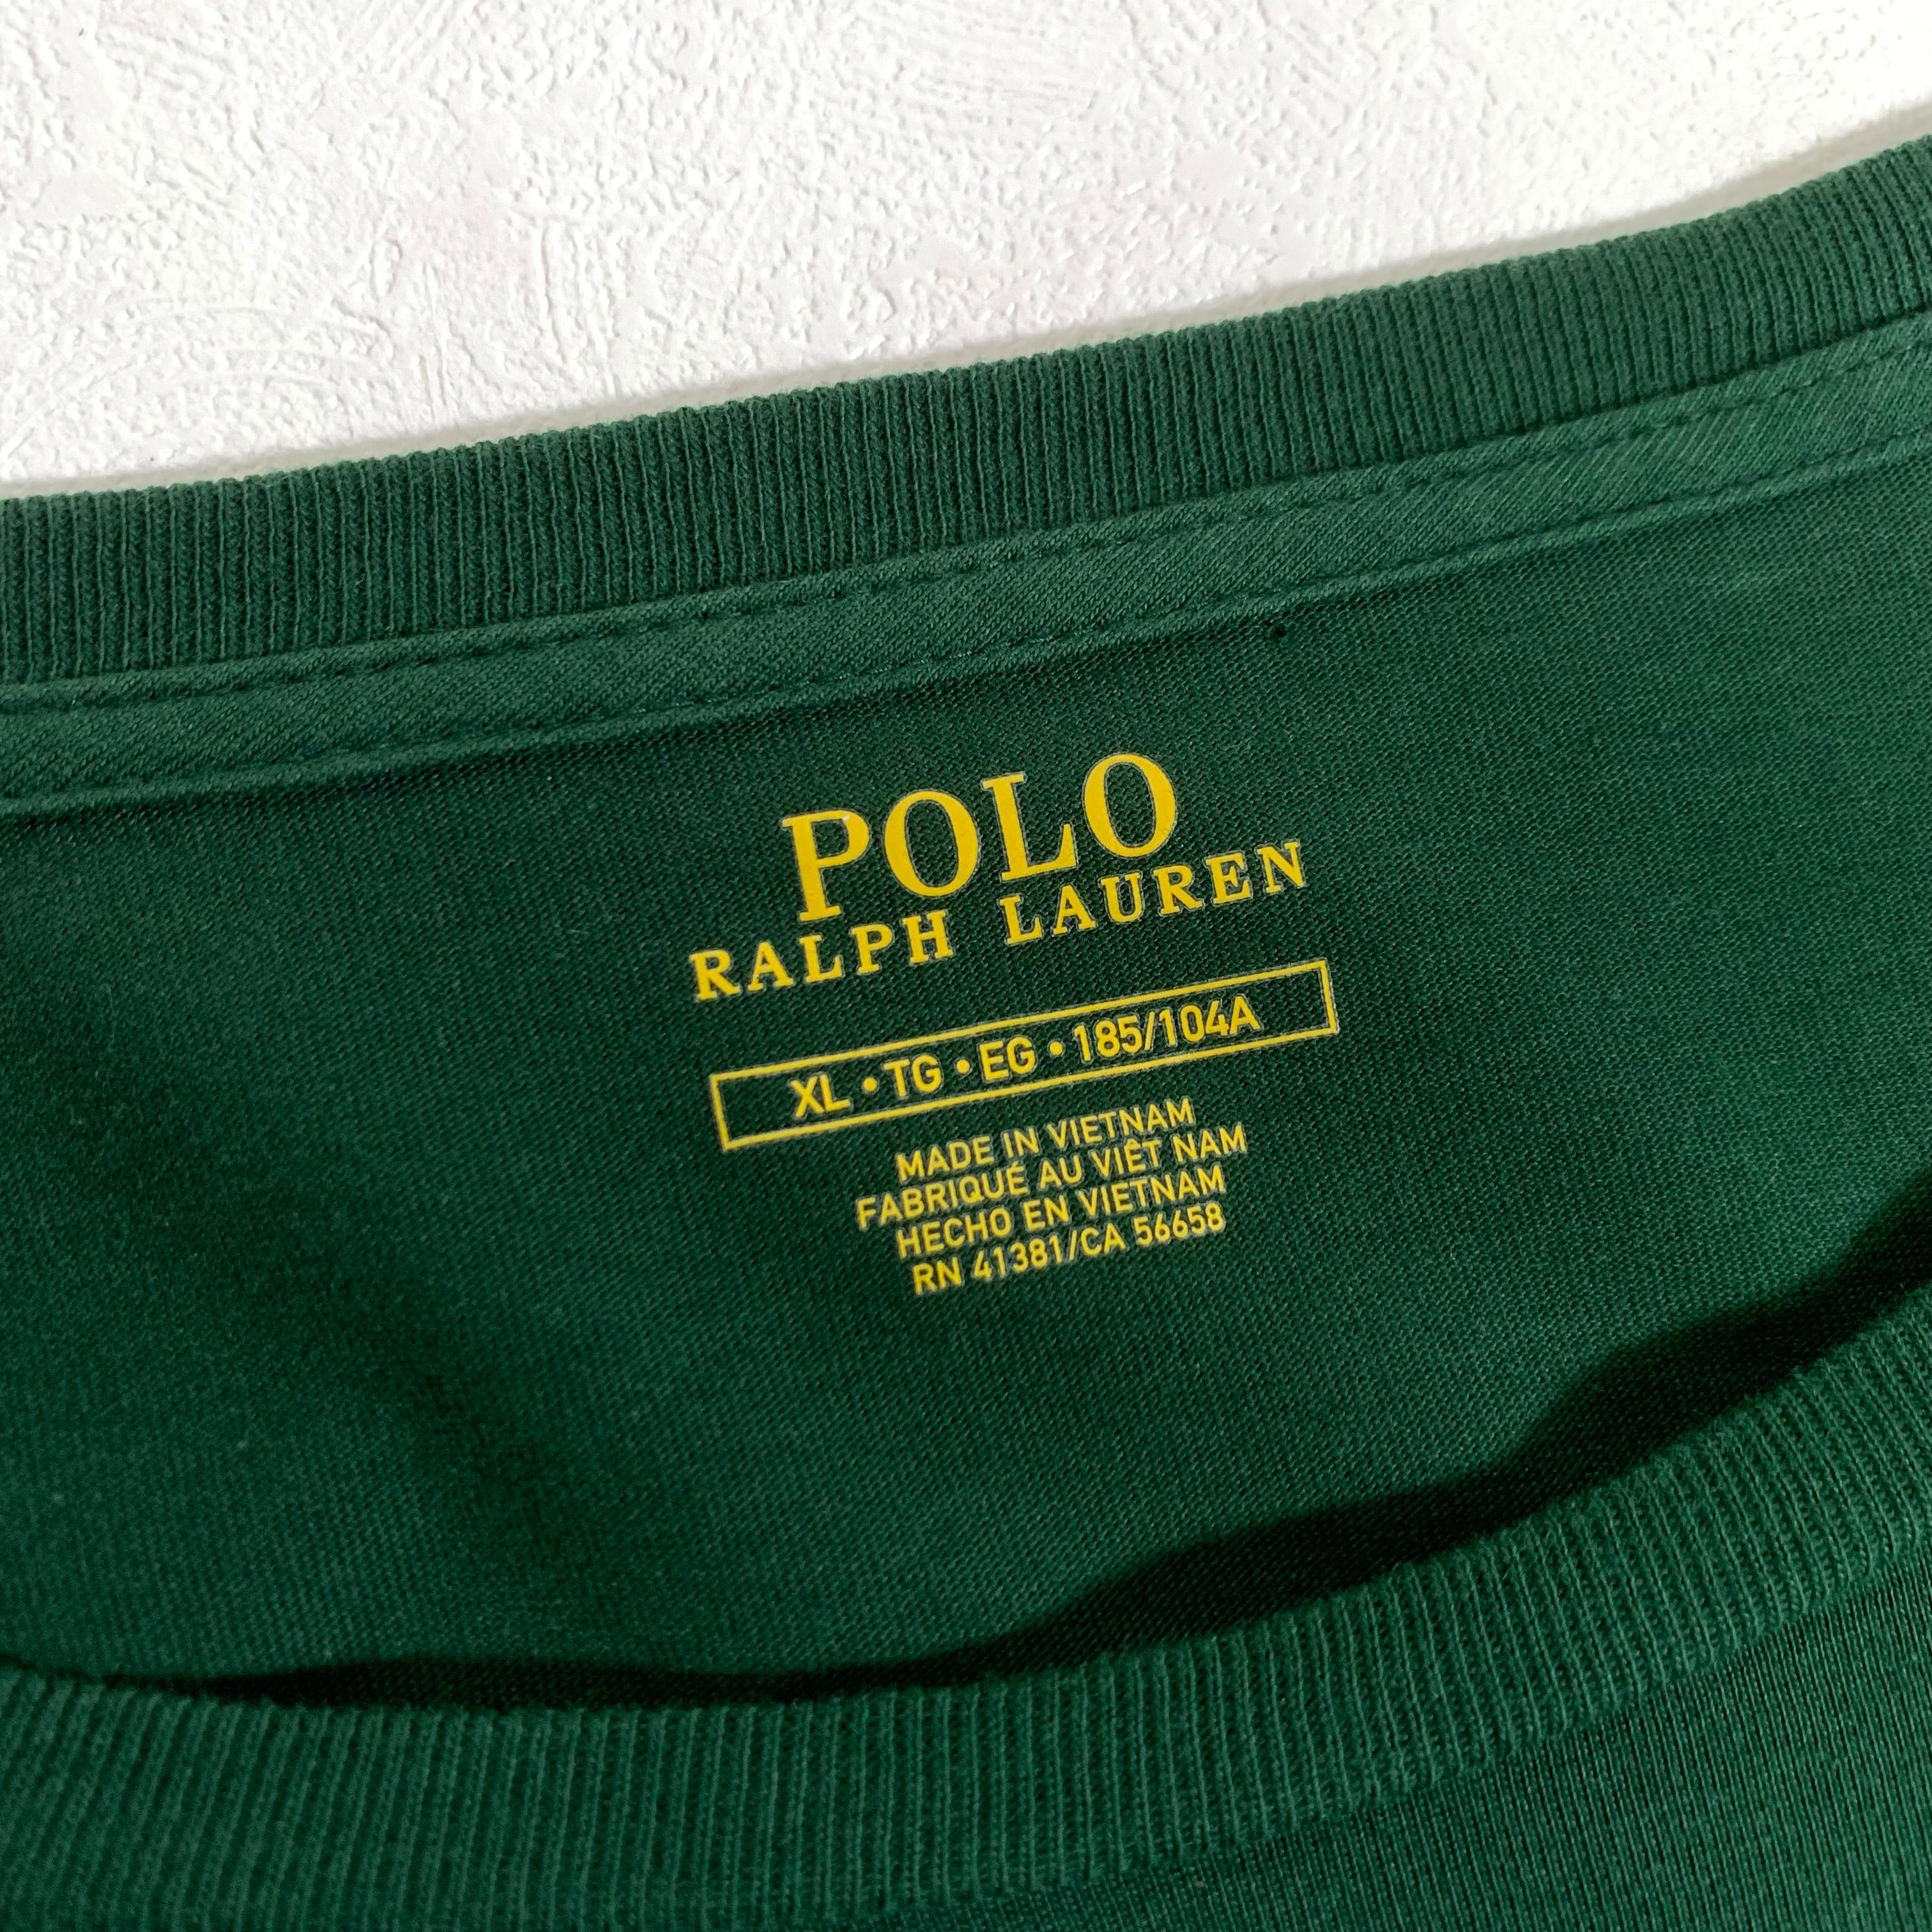 POLO
RALPH LAUREN
XL • TG • EG • 185/104A
MADE IN VIETNAM
FABRIQUÉ AU VIÊT NAM
HECHO EN VIETNAM
RN 41381/CA 56658